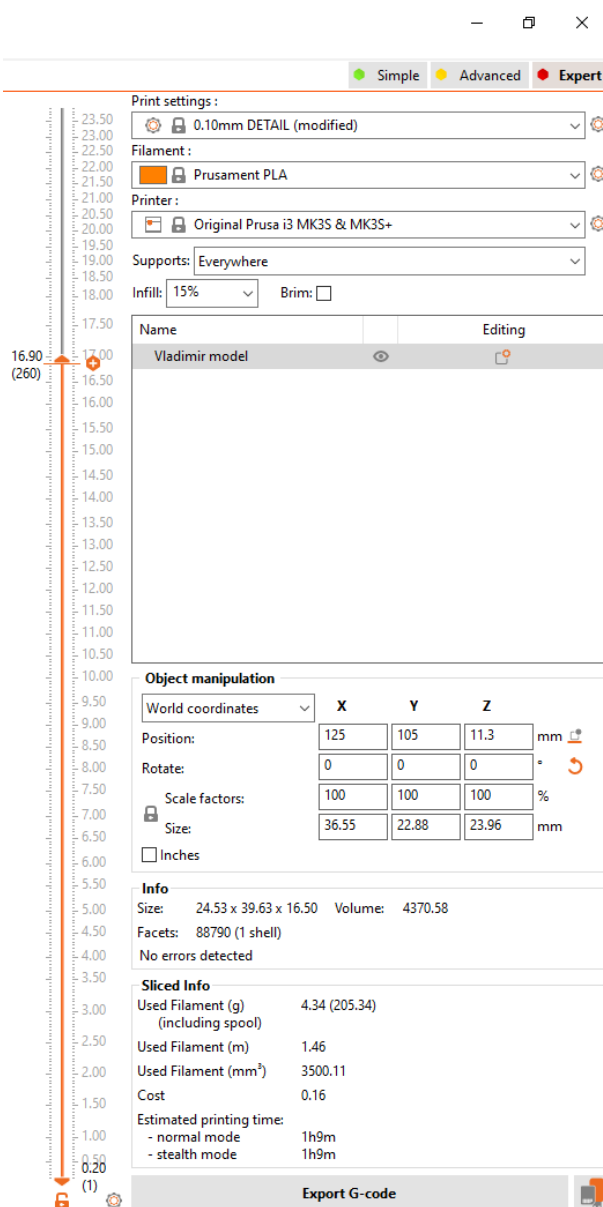 Simple Advanced Expert
Print settings :
0.10mm DETAIL (modified)
Filament :
Prusament PLA
Printer :
Original Prusa i3 MK3S & MK3S+
Supports: Everywhere
Infill: 15% Brim:
Name Editing
Vladimir model
23.50
23.00
22.50
22.00
21.50
21.00
20.50
20.00
19.50
19.00
18.50
18.00
17.50
17.00
16.90
(260)
16.50
16.00
15.50
15.00
14.50
14.00
13.50
13.00
12.50
12.00
11.50
11.00
10.50
10.00
9.50
9.00
8.50
8.00
7.50
7.00
6.50
6.00
5.50
5.00
4.50
4.00
3.50
3.00
2.50
2.00
1.50
1.00
0.50
0.20
(1)
Object manipulation
World coordinates X Y Z
Position: 125 105 11.3 mm
Rotate: 0 0 0 °
Scale factors: 100 100 100 %
Size: 36.55 22.88 23.96 mm
Inches
Info
Size: 24.53 x 39.63 x 16.50 Volume: 4370.58
Facets: 88790 (1 shell)
No errors detected
Sliced Info
Used Filament (g) 4.34 (205.34)
(including spool)
Used Filament (m) 1.46
Used Filament (mm³) 3500.11
Cost 0.16
Estimated printing time:
- normal mode 1h9m
- stealth mode 1h9m
Export G-code